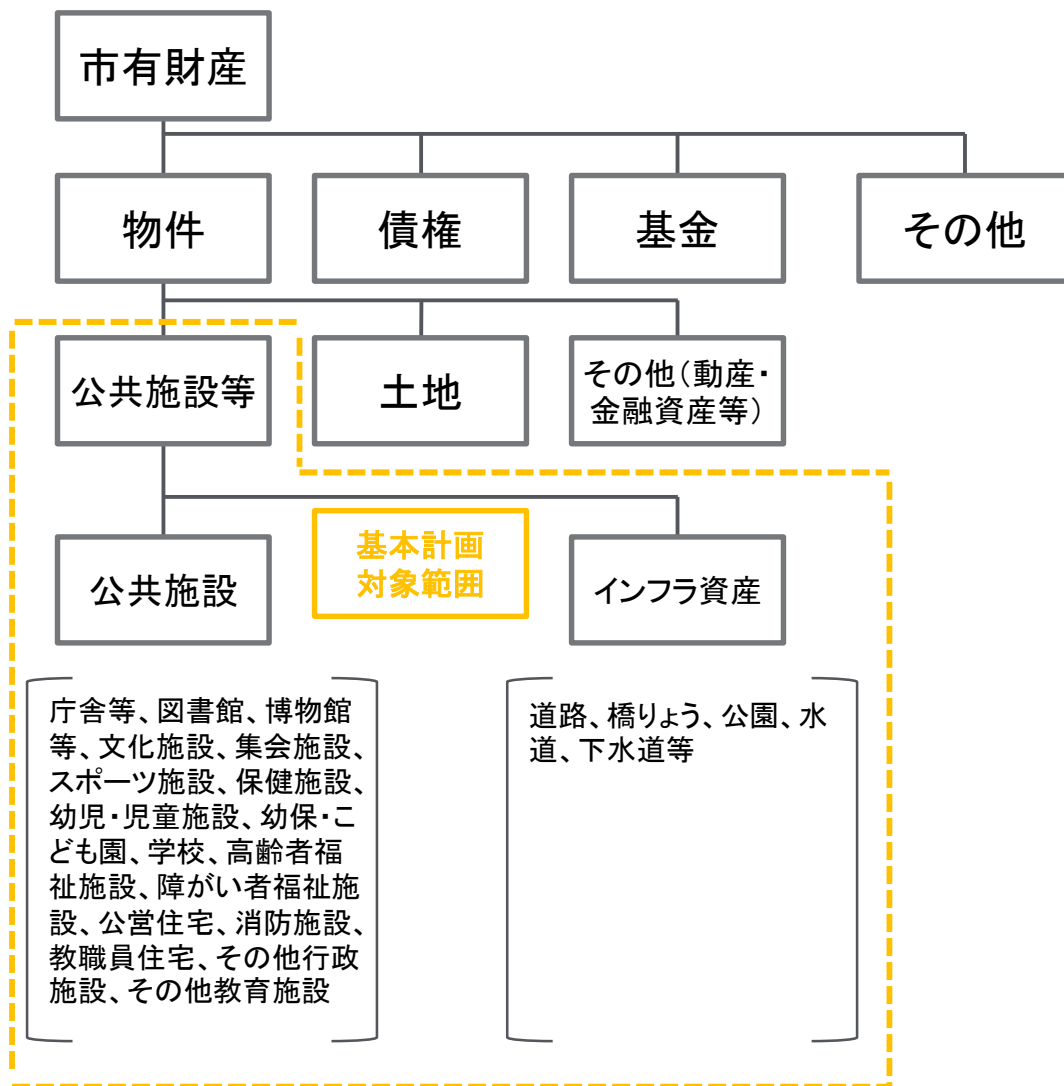 市有財産
物件
債権
基金
その他
公共施設等
土地
その他（動産・
金融資産等）
公共施設
基本計画
対象範囲
インフラ資産
庁舎等、図書館、博物館
等、文化施設、集会施設、
スポーツ施設、保健施設、
幼児・児童施設、幼保・こ
ども園、学校、高齢者福
祉施設、障がい者福祉施
設、公営住宅、消防施設、
教職員住宅、その他行政
施設、その他教育施設
道路、橋りょう、公園、水
道、下水道等